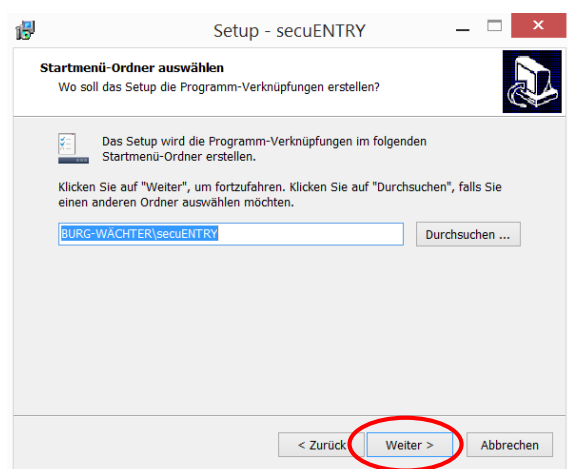 Setup - secuENTRY
Startmenü-Ordner auswählen
Wo soll das Setup die Programm-Verknüpfungen erstellen?
Das Setup wird die Programm-Verknüpfungen im folgenden
Startmenü-Ordner erstellen.
Klicken Sie auf "Weiter", um fortzufahren. Klicken Sie auf "Durchsuchen", falls Sie
einen anderen Ordner auswählen möchten.
BURG-WÄCHTER\secuENTRY
Durchsuchen ...
< Zurück
Weiter >
Abbrechen